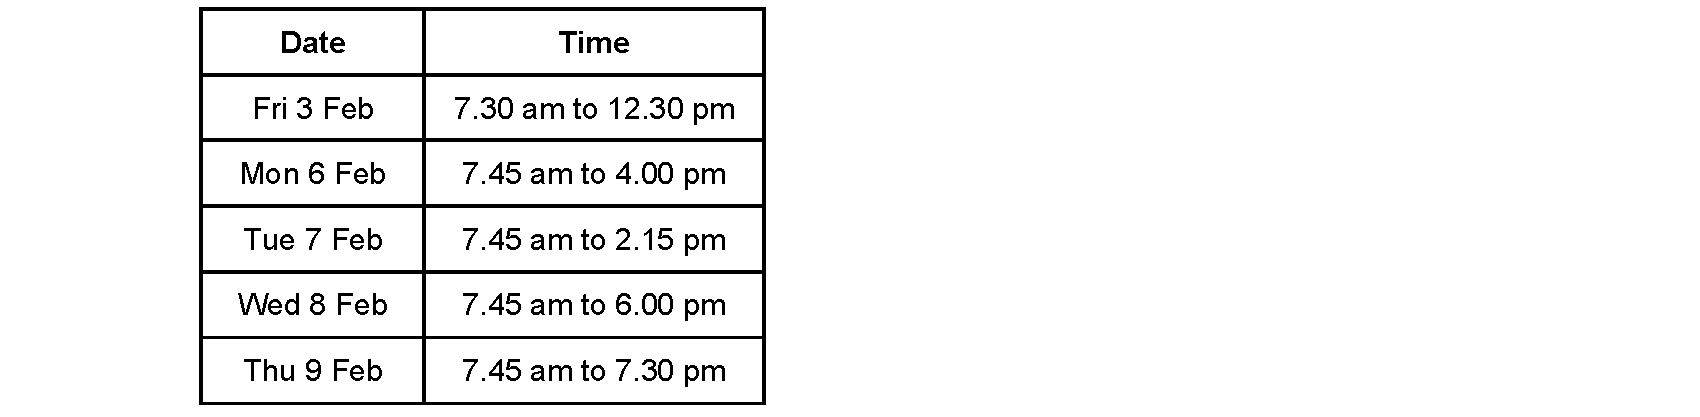 Date Time
Fri 3 Feb 7.30 am to 12.30 pm
Mon 6 Feb 7.45 am to 4.00 pm
Tue 7 Feb 7.45 am to 2.15 pm
Wed 8 Feb 7.45 am to 6.00 pm
Thu 9 Feb 7.45 am to 7.30 pm